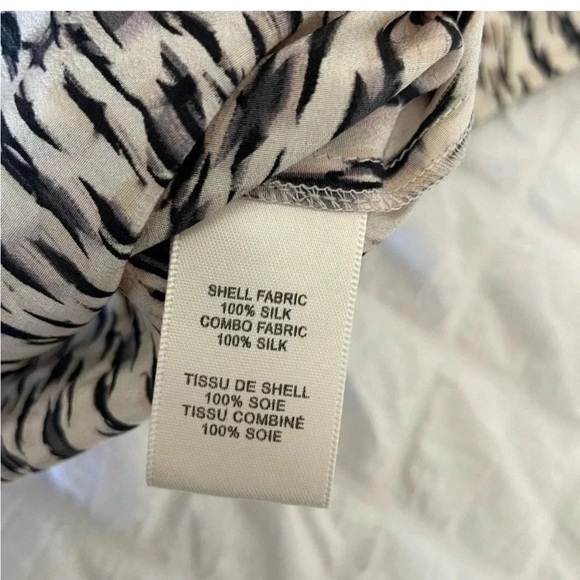 SHELL FABRIC
100% SILK
COMBO FABRIC
100% SILK
TISSU DE SHELL
100% SOIE
TISSU COMBINÉ
100% SOIE